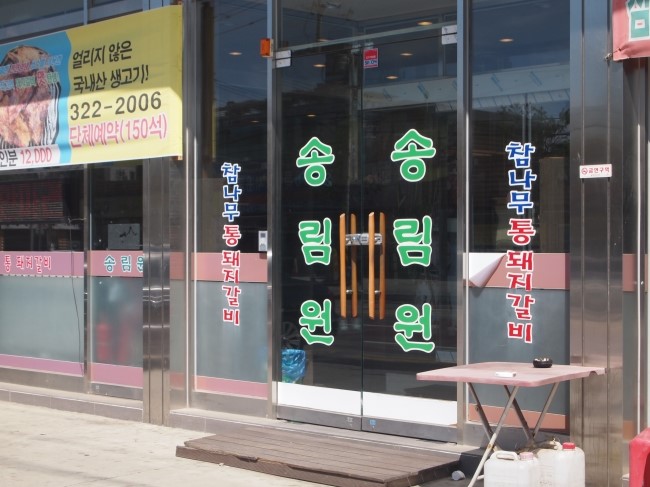 얼리지 않은
국내산 생고기!
322-2006
단체예약(150석)
인분 12,000
참나무통돼지갈비
송림원
송림원
참나무통돼지갈비
통돼지갈비
송림원
금연구역